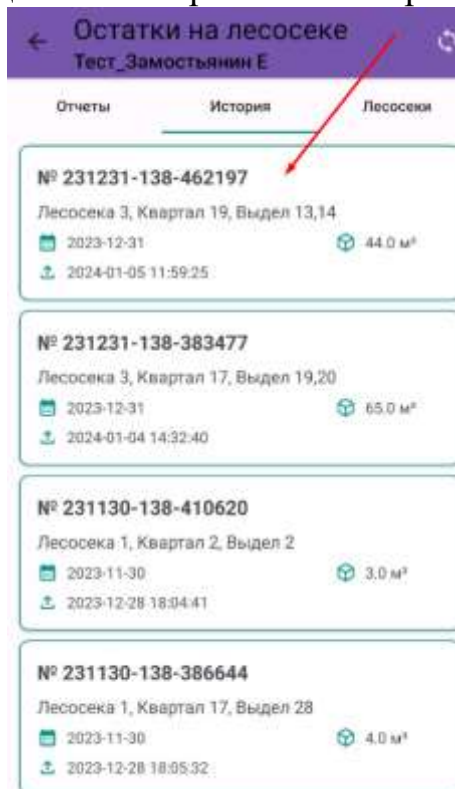 Остатки на лесосеке
Тест_Замостьянин Е
Отчеты История Лесосеки
№ 231231-138-462197
Лесосека 3, Квартал 19, Выдел 13,14
2023-12-31 44.0 м³
2024-01-05 11:59:25
№ 231231-138-383477
Лесосека 3, Квартал 17, Выдел 19,20
2023-12-31 65.0 м³
2024-01-04 14:32:40
№ 231130-138-410620
Лесосека 1, Квартал 2, Выдел 2
2023-11-30 3.0 м³
2023-12-28 18:04:41
№ 231130-138-386644
Лесосека 1, Квартал 17, Выдел 28
2023-11-30 4.0 м³
2023-12-28 18:05:32